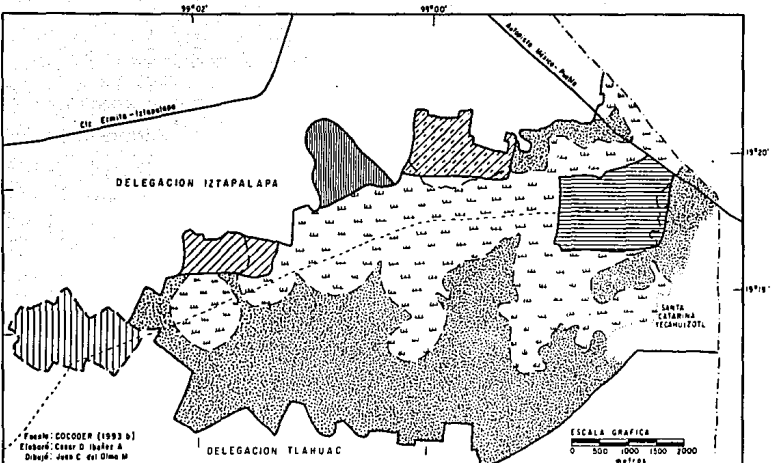 99°02'
99°00'
Autopista México-Puebla
Clz. Ermita-Iztapalapa
19°20'
DELEGACION IZTAPALAPA
19°19'
SANTA
CATARINA
YECAHUIZOTL
Fuente: COCODER (1993 b)
Elaboró: Cesar D Ibañez A
Dibujó: Juan C del Olmo M
DELEGACION TLAHUAC
ESCALA GRAFICA
0 500 1000 1500 2000
metros